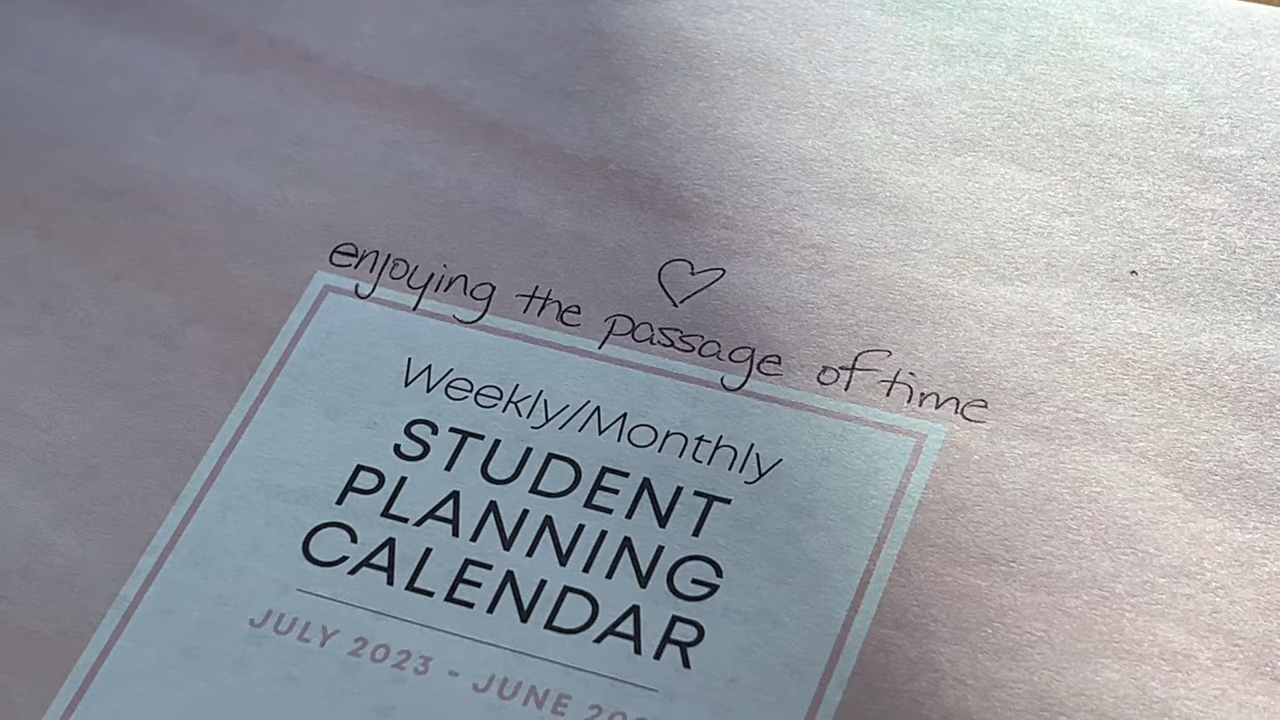 enjoying the passage of time
Weekly/Monthly
STUDENT
PLANNING
CALENDAR
JULY 2023 - JUNE